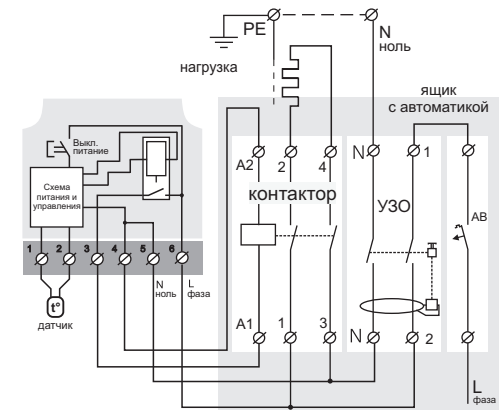 PE
N
ноль
нагрузка
ящик
с автоматикой
Выкл.
питание
Схема
питания и
управления
A2
2
4
N
1
контактор
УЗО
АВ
1
2
3
4
5
6
N
ноль
L
фаза
t°
датчик
A1
1
3
N
2
L
фаза